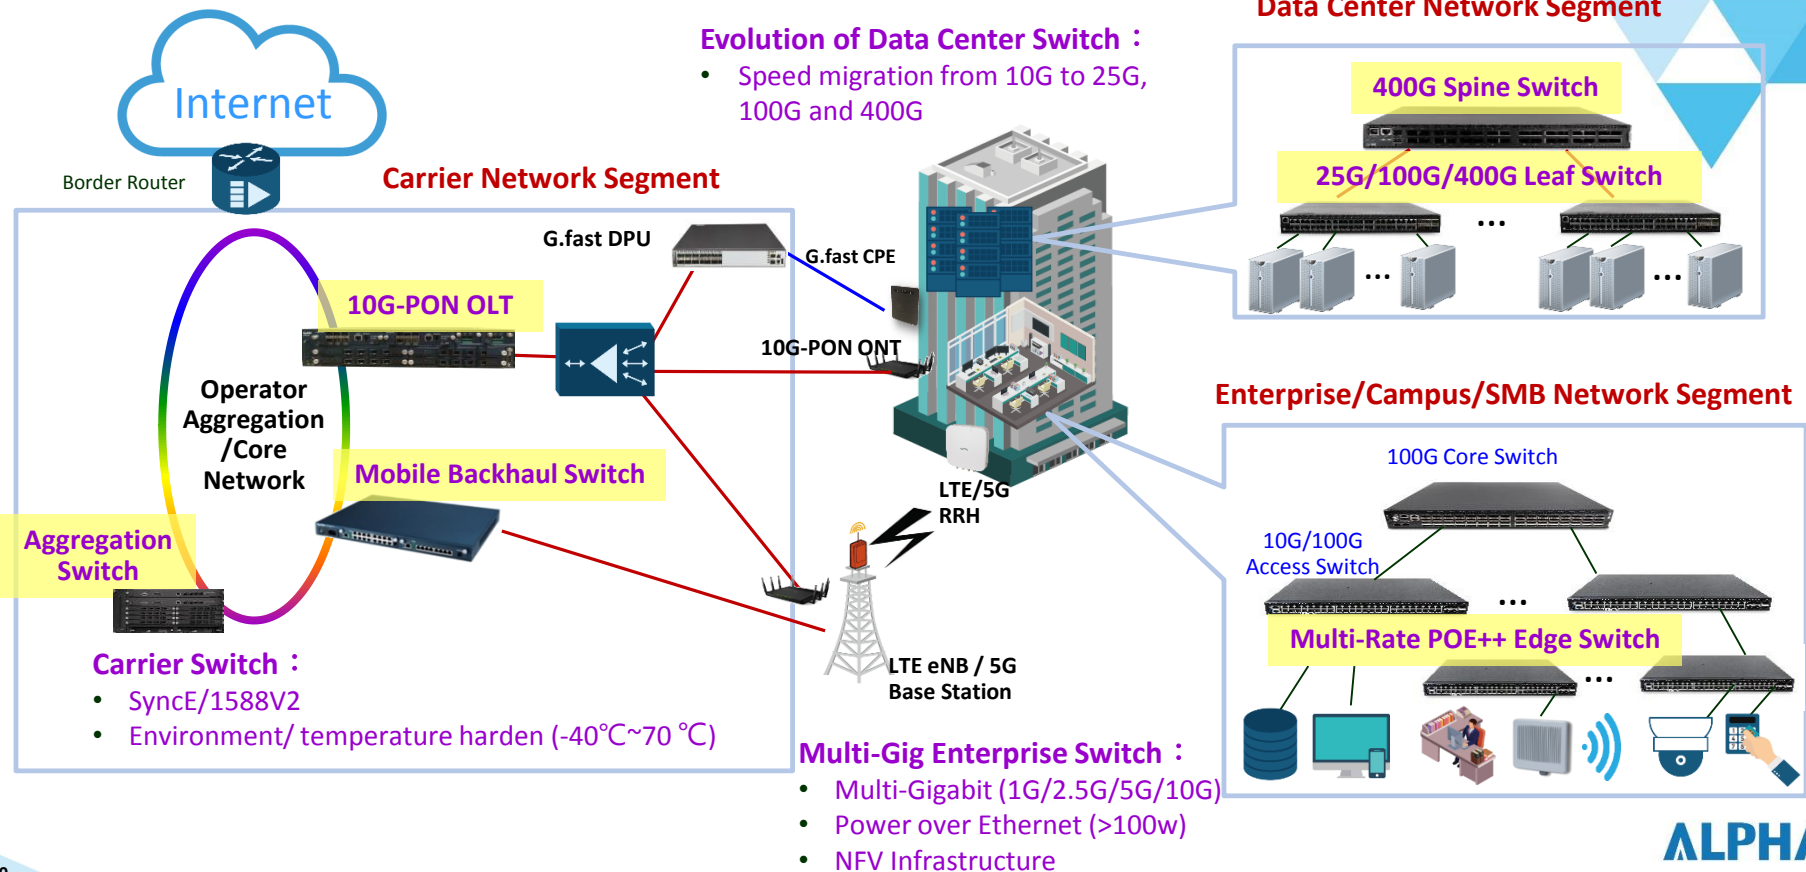 Data Center Network Segment
Evolution of Data Center Switch：
• Speed migration from 10G to 25G,
100G and 400G
Internet
Border Router
Carrier Network Segment
400G Spine Switch
25G/100G/400G Leaf Switch
...
...
...
G.fast DPU
G.fast CPE
10G-PON OLT
10G-PON ONT
Operator
Aggregation
/Core
Network
Mobile Backhaul Switch
Aggregation
Switch
LTE/5G
RRH
LTE eNB / 5G
Base Station
Carrier Switch：
• SyncE/1588V2
• Environment/ temperature harden (-40℃~70 ℃)
Enterprise/Campus/SMB Network Segment
100G Core Switch
10G/100G
Access Switch
...
Multi-Rate POE++ Edge Switch
...
Multi-Gig Enterprise Switch：
• Multi-Gigabit (1G/2.5G/5G/10G)
• Power over Ethernet (>100w)
• NFV Infrastructure
ALPHA